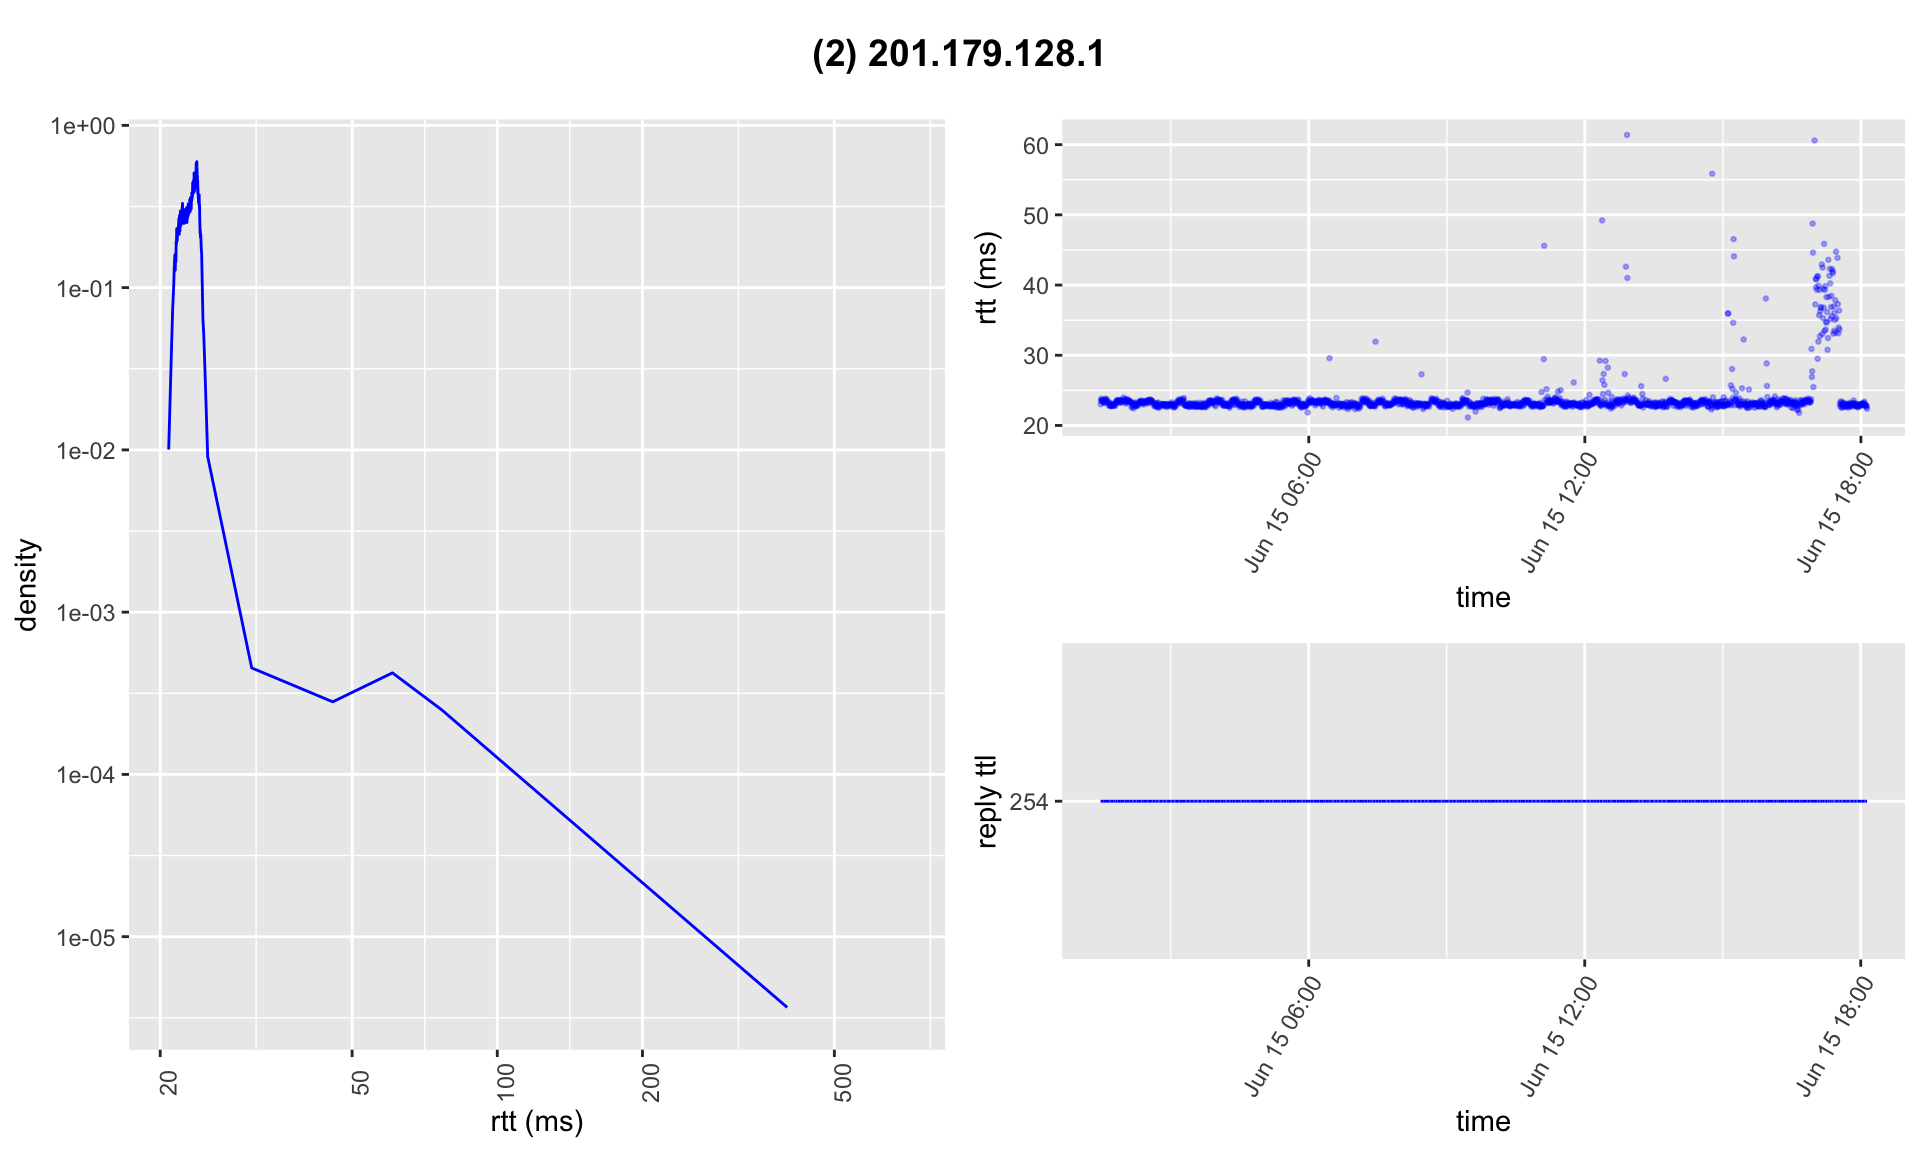 (2) 201.179.128.1
1e+00
1e-01
1e-02
1e-03
1e-04
1e-05
density
20
50
100
200
500
rtt (ms)
60
50
40
30
20
rtt (ms)
Jun 15 06:00
Jun 15 12:00
Jun 15 18:00
time
254
reply ttl
Jun 15 06:00
Jun 15 12:00
Jun 15 18:00
time